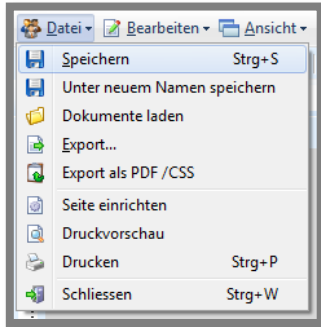 Datei Bearbeiten Ansicht
Speichern Strg+S
Unter neuem Namen speichern
Dokumente laden
Export...
Export als PDF /CSS
Seite einrichten
Druckvorschau
Drucken Strg+P
Schliessen Strg+W